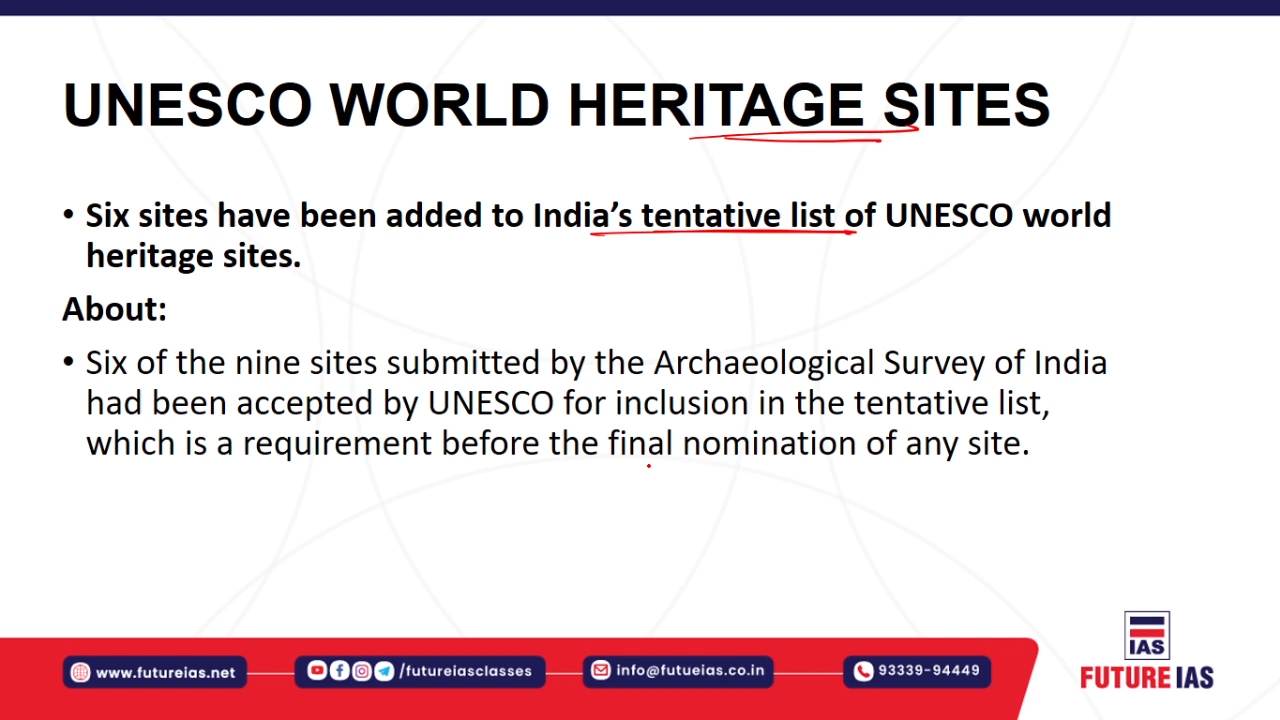 UNESCO WORLD HERITAGE SITES
• Six sites have been added to India’s tentative list of UNESCO world
heritage sites.
About:
• Six of the nine sites submitted by the Archaeological Survey of India
had been accepted by UNESCO for inclusion in the tentative list,
which is a requirement before the final nomination of any site.
www.futureias.net
/futureiasclasses
info@futueias.co.in
93339-94449
IAS
FUTURE IAS